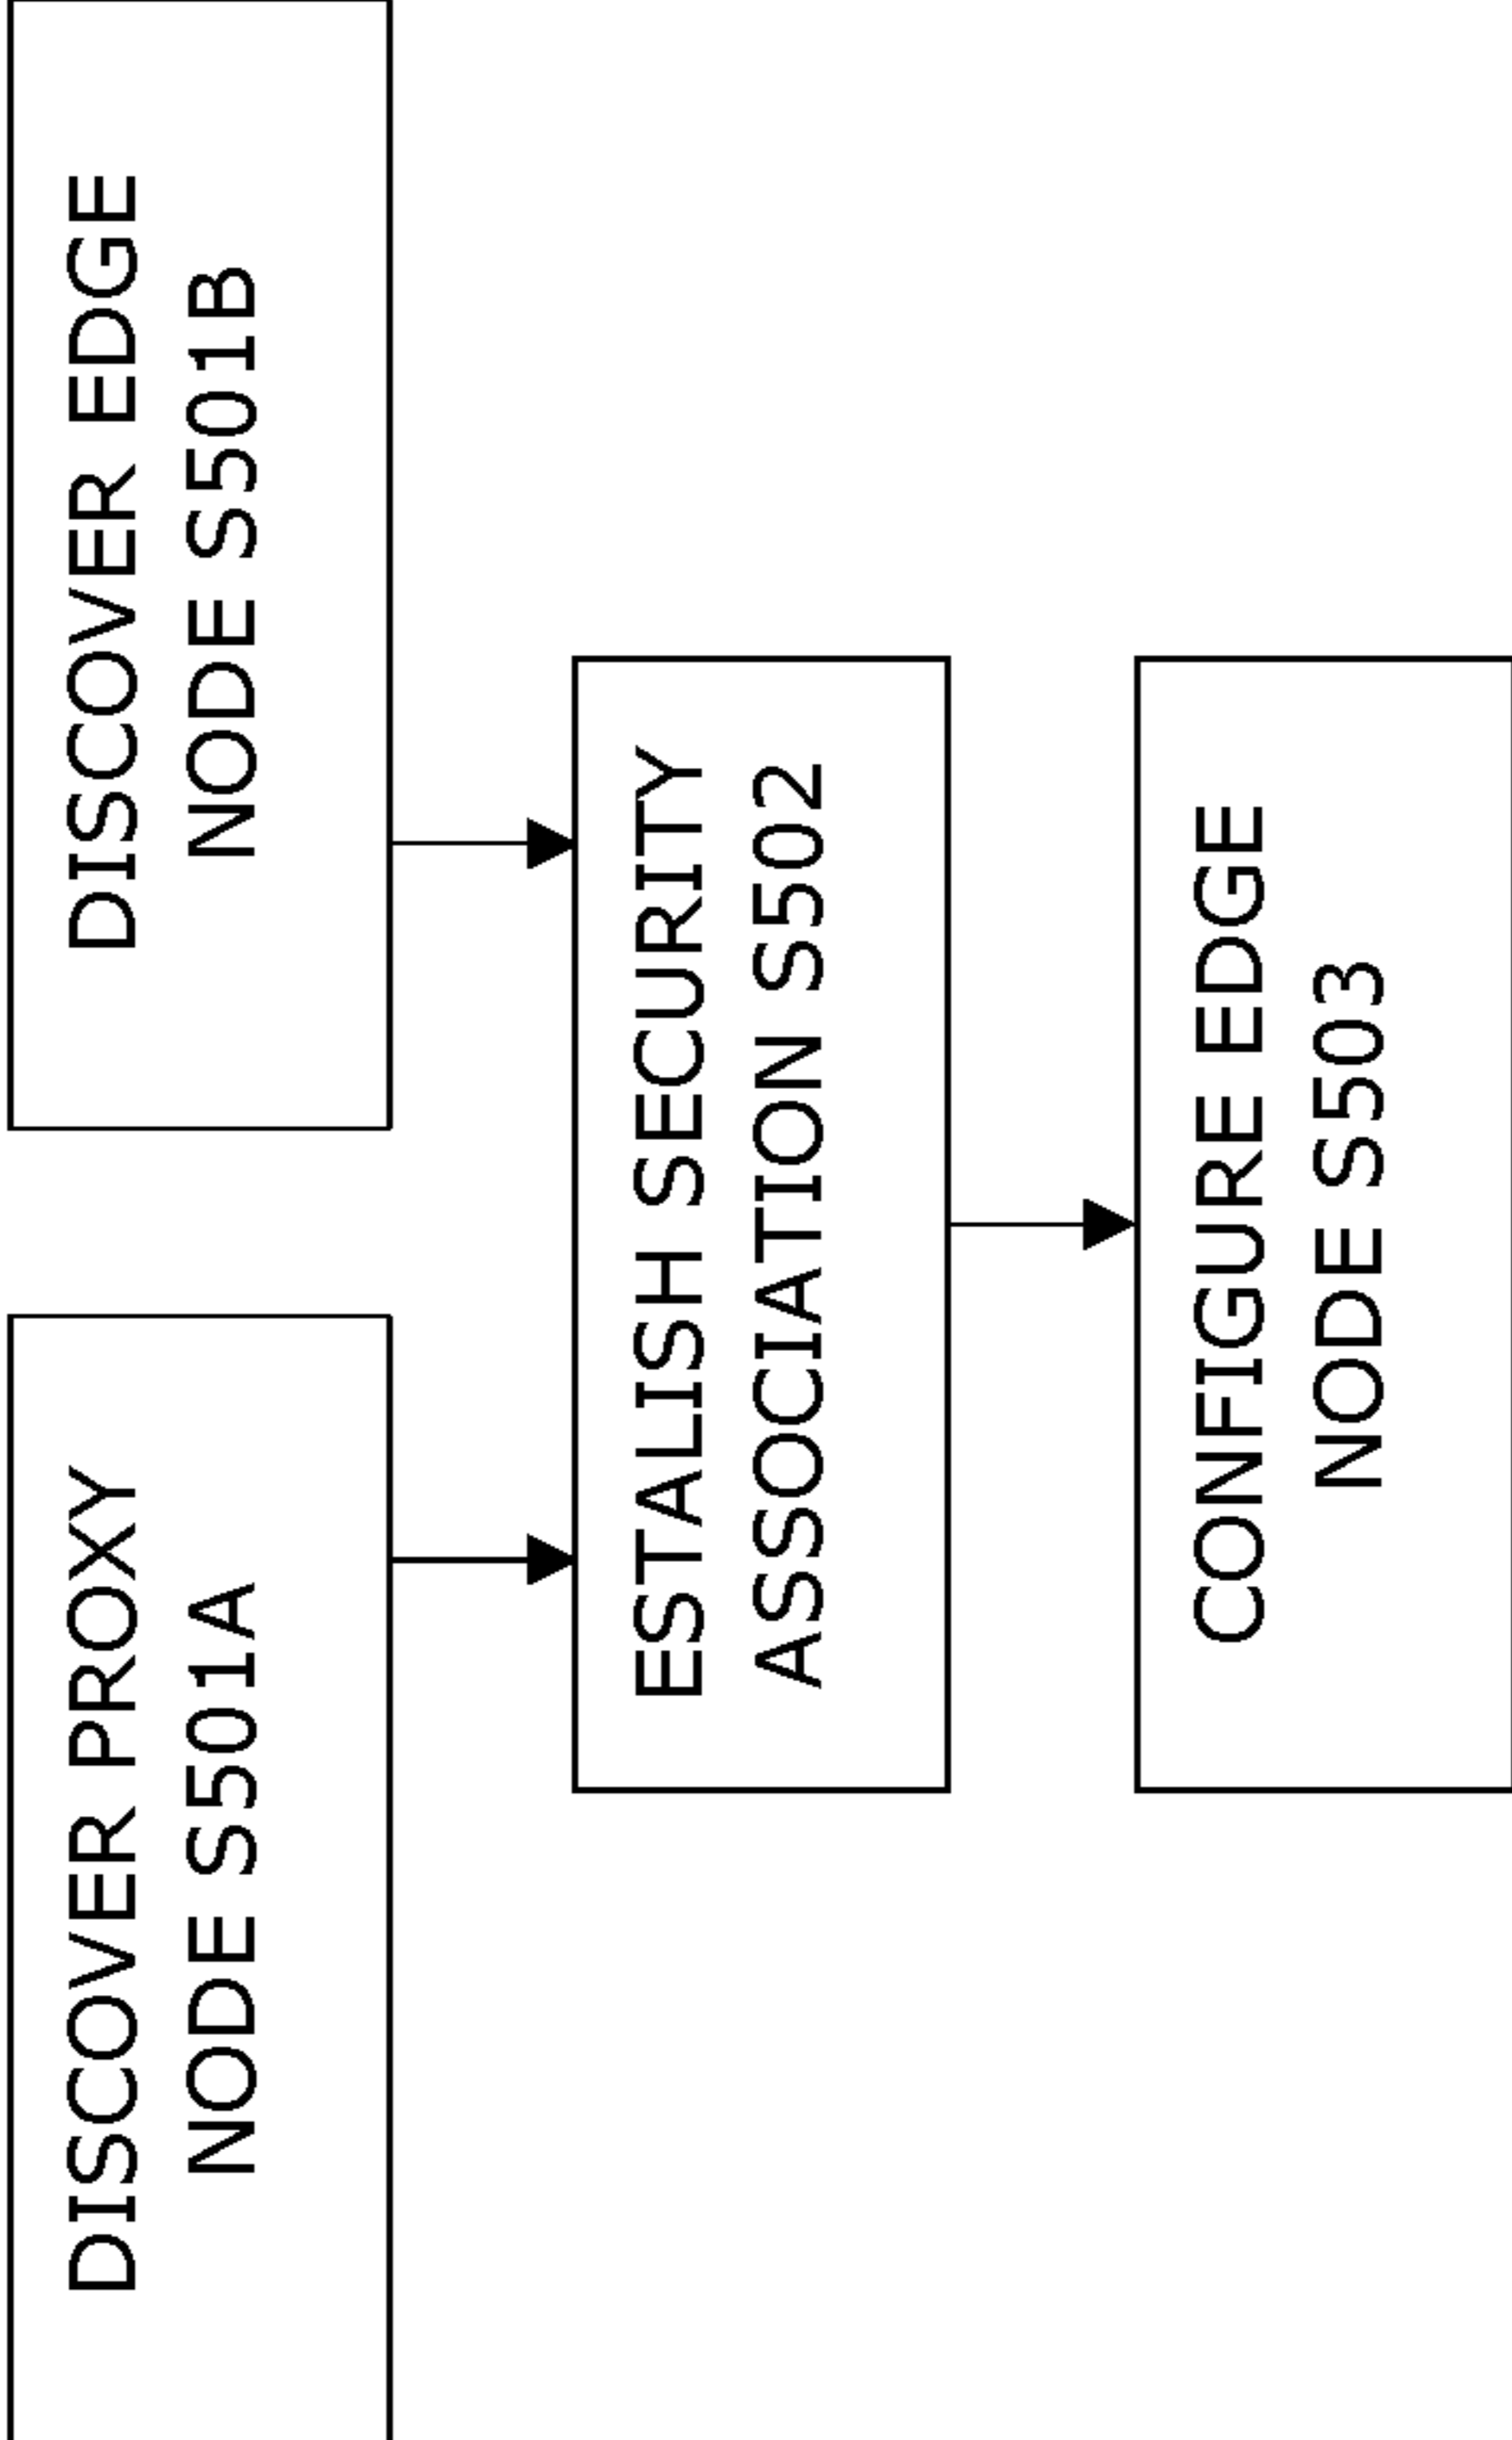 DISCOVER PROXY
NODE S501A
DISCOVER EDGE
NODE S501B
ESTALISH SECURITY
ASSOCIATION S502
CONFIGURE EDGE
NODE S503